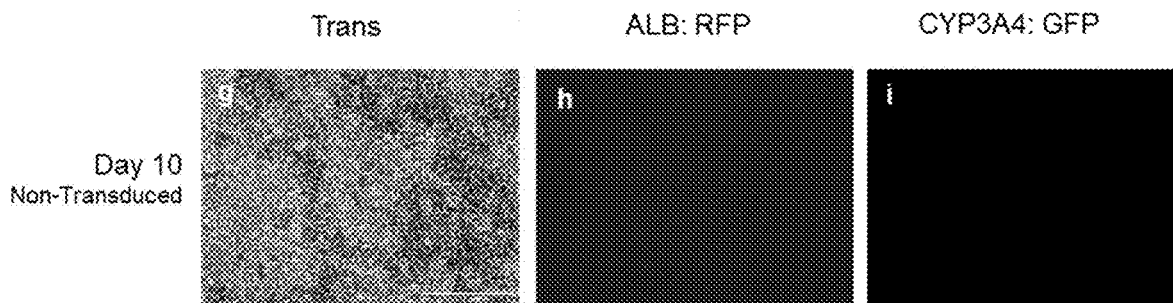 Trans
ALB: RFP
CYP3A4: GFP
g
h
i
Day 10
Non-Transduced